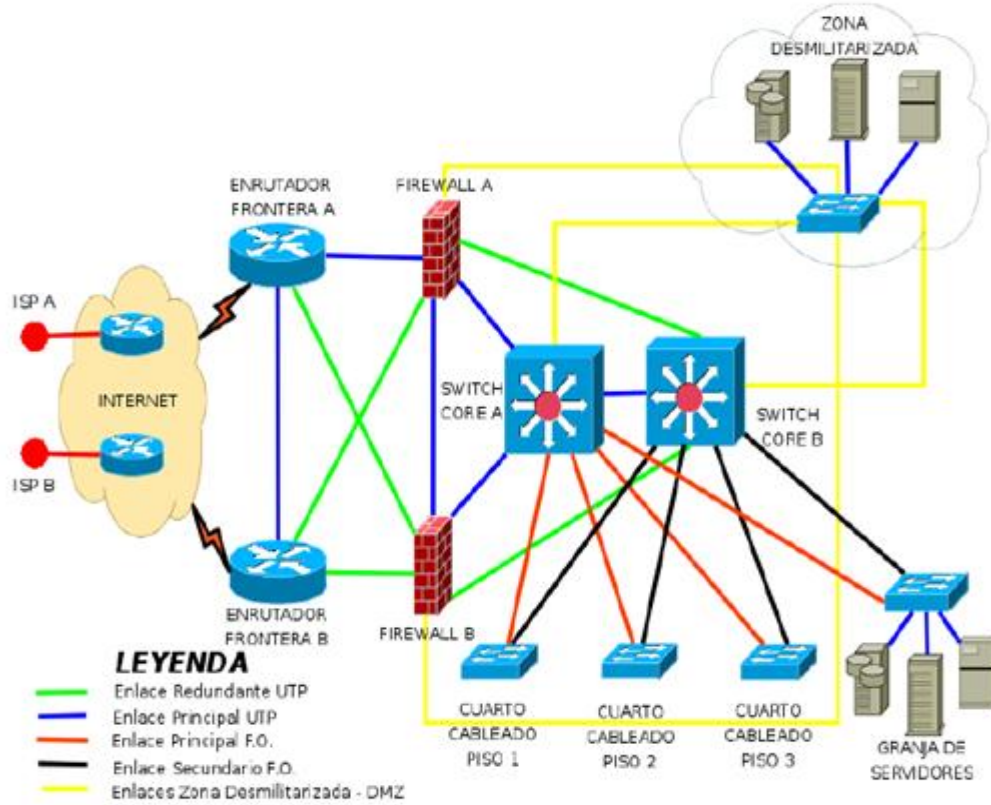 ZONA
DESMILITARIZADA
ENRUTADOR
FRONTERA A
FIREWALL A
ISP A
INTERNET
ISP B
SWITCH
CORE A
SWITCH
CORE B
ENRUTADOR
FRONTERA B
FIREWALL B
CUARTO
CABLEADO
PISO 1
CUARTO
CABLEADO
PISO 2
CUARTO
CABLEADO
PISO 3
GRANJA DE
SERVIDORES
LEYENDA
Enlace Redundante UTP
Enlace Principal UTP
Enlace Principal F.O.
Enlace Secundario F.O.
Enlaces Zona Desmilitarizada - DMZ